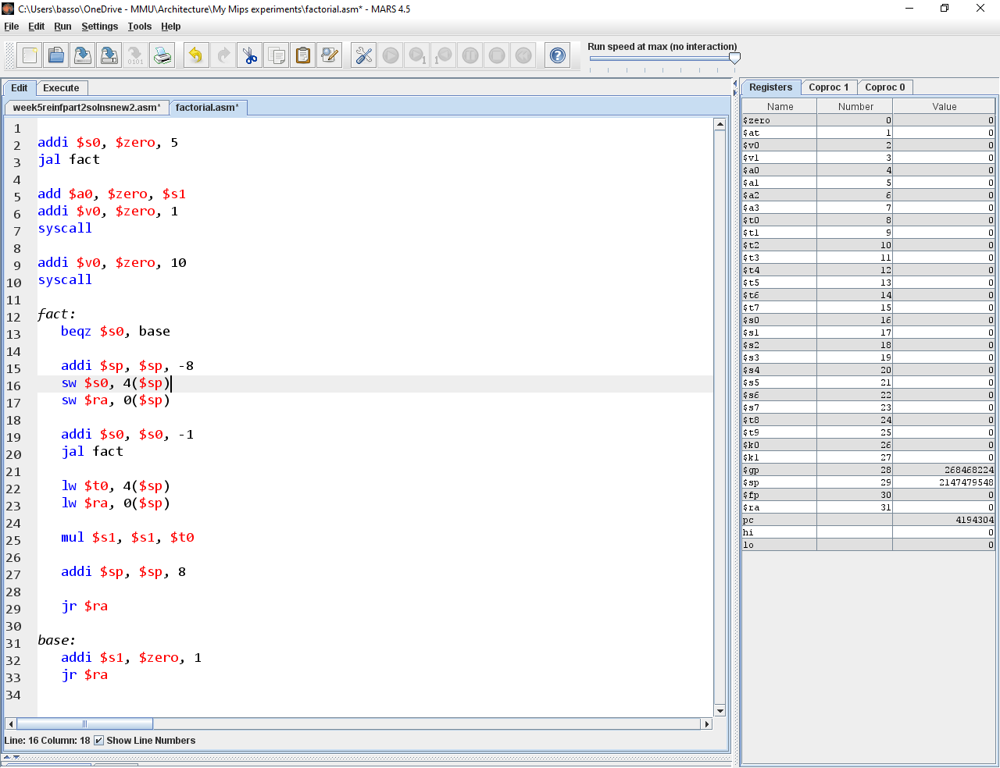 C:\Users\basso\OneDrive - MMU\Architecture\My Mips experiments\factorial.asm* - MARS 4.5
File Edit Run Settings Tools Help
Run speed at max (no interaction)
Edit Execute
week5reinfpart2solnsnew2.asm* factorial.asm*
1
2 addi $s0, $zero, 5
3 jal fact
4
5 add $a0, $zero, $s1
6 addi $v0, $zero, 1
7 syscall
8
9 addi $v0, $zero, 10
10 syscall
11
12 fact:
13 beqz $s0, base
14
15 addi $sp, $sp, -8
16 sw $s0, 4($sp)
17 sw $ra, 0($sp)
18
19 addi $s0, $s0, -1
20 jal fact
21
22 lw $t0, 4($sp)
23 lw $ra, 0($sp)
24
25 mul $s1, $s1, $t0
26
27 addi $sp, $sp, 8
28
29 jr $ra
30
31 base:
32 addi $s1, $zero, 1
33 jr $ra
34
Line: 16 Column: 18 Show Line Numbers
Registers Coproc 1 Coproc 0
Name Number Value
$zero 0 0
$at 1 0
$v0 2 0
$v1 3 0
$a0 4 0
$a1 5 0
$a2 6 0
$a3 7 0
$t0 8 0
$t1 9 0
$t2 10 0
$t3 11 0
$t4 12 0
$t5 13 0
$t6 14 0
$t7 15 0
$s0 16 0
$s1 17 0
$s2 18 0
$s3 19 0
$s4 20 0
$s5 21 0
$s6 22 0
$s7 23 0
$t8 24 0
$t9 25 0
$k0 26 0
$k1 27 0
$gp 28 268468224
$sp 29 2147479548
$fp 30 0
$ra 31 0
pc 4194304
hi 0
lo 0